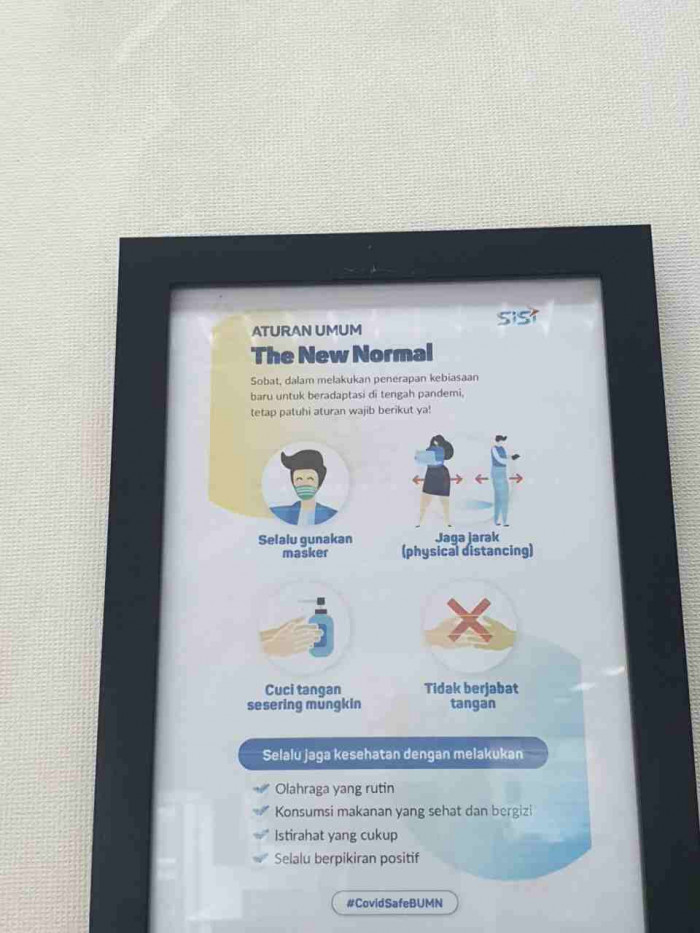 SiSi
ATURAN UMUM
The New Normal
Sobat, dalam melakukan penerapan kebiasaan
baru untuk beradaptasi di tengah pandemi,
tetap patuhi aturan wajib berikut ya!
Selalu gunakan
masker
Jaga jarak
(physical distancing)
Cuci tangan
sesering mungkin
Tidak berjabat
tangan
Selalu jaga kesehatan dengan melakukan
Olahraga yang rutin
Konsumsi makanan yang sehat dan bergizi
Istirahat yang cukup
Selalu berpikiran positif
#CovidSafeBUMN